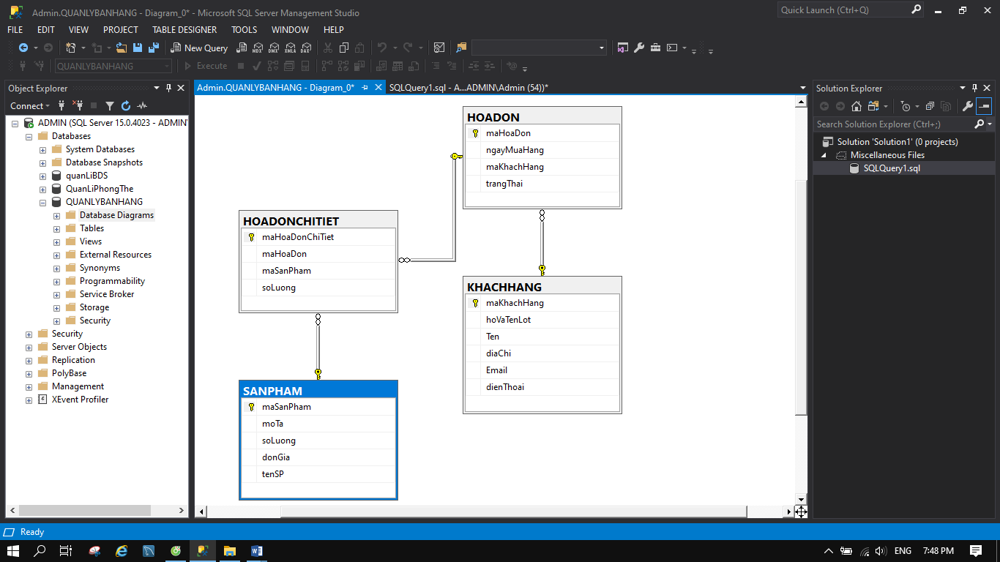 Admin.QUANLYBANHANG - Diagram_0* - Microsoft SQL Server Management Studio
Quick Launch (Ctrl+Q)
FILE EDIT VIEW PROJECT TABLE DESIGNER TOOLS WINDOW HELP
New Query MDX DMX XMLA DAX
QUANLYBANHANG Execute
Object Explorer
Connect
ADMIN (SQL Server 15.0.4023 - ADMIN\
Databases
System Databases
Database Snapshots
quanLiBDS
QuanLiPhongThe
QUANLYBANHANG
Database Diagrams
Tables
Views
External Resources
Synonyms
Programmability
Service Broker
Storage
Security
Security
Server Objects
Replication
PolyBase
Management
XEvent Profiler
Admin.QUANLYBANHANG - Diagram_0* SQLQuery1.sql - A...ADMIN\Admin (54))*
HOADON
maHoaDon
ngayMuaHang
maKhachHang
trangThai
HOADONCHITIET
maHoaDonChiTiet
maHoaDon
maSanPham
soLuong
KHACHHANG
maKhachHang
hoVaTenLot
Ten
diaChi
Email
dienThoai
SANPHAM
maSanPham
moTa
soLuong
donGia
tenSP
Solution Explorer
Search Solution Explorer (Ctrl+;)
Solution 'Solution1' (0 projects)
Miscellaneous Files
SQLQuery1.sql
Ready
ENG 7:48 PM